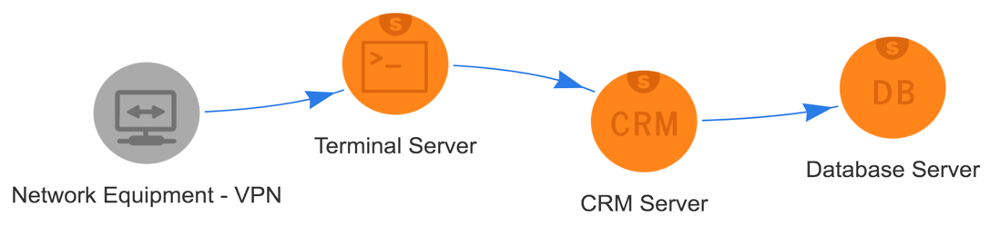 S
>_
Terminal Server
Network Equipment - VPN
S
CRM
CRM Server
S
DB
Database Server